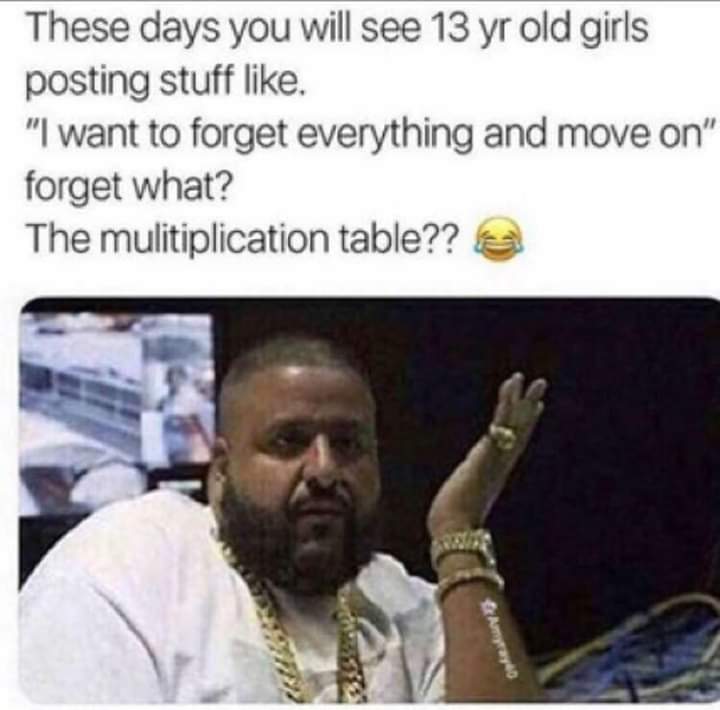 These days you will see 13 yr old girls
posting stuff like.
"I want to forget everything and move on"
forget what?
The mulitiplication table?? 😂